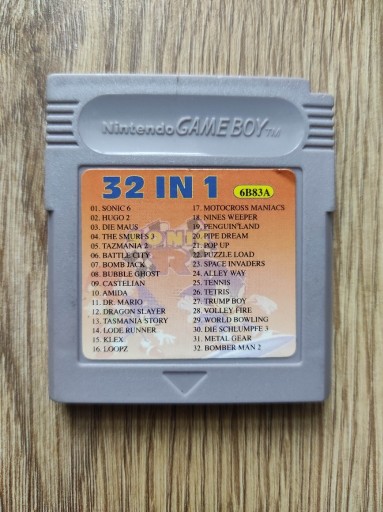 Nintendo GAME BOY TM
32 IN 1
6B83A
01. SONIC 6
02. HUGO 2
03. DIE MAUS
04. THE SMURFS 3
05. TAZMANIA 2
06. BATTLE CITY
07. BOMB JACK
08. BUBBLE GHOST
09. CASTELIAN
10. AMIDA
11. DR. MARIO
12. DRAGON SLAYER
13. TASMANIA STORY
14. LODE RUNNER
15. KLEX
16. LOOPZ
17. MOTOCROSS MANIACS
18. NINES WEEPER
19. PENGUIN LAND
20. PIPE DREAM
21. POP UP
22. PUZZLE LOAD
23. SPACE INVADERS
24. ALLEY WAY
25. TENNIS
26. TETRIS
27. TRUMP BOY
28. VOLLEY FIRE
29. WORLD BOWLING
30. DIE SCHLUMPFE 3
31. METAL GEAR
32. BOMBER MAN 2